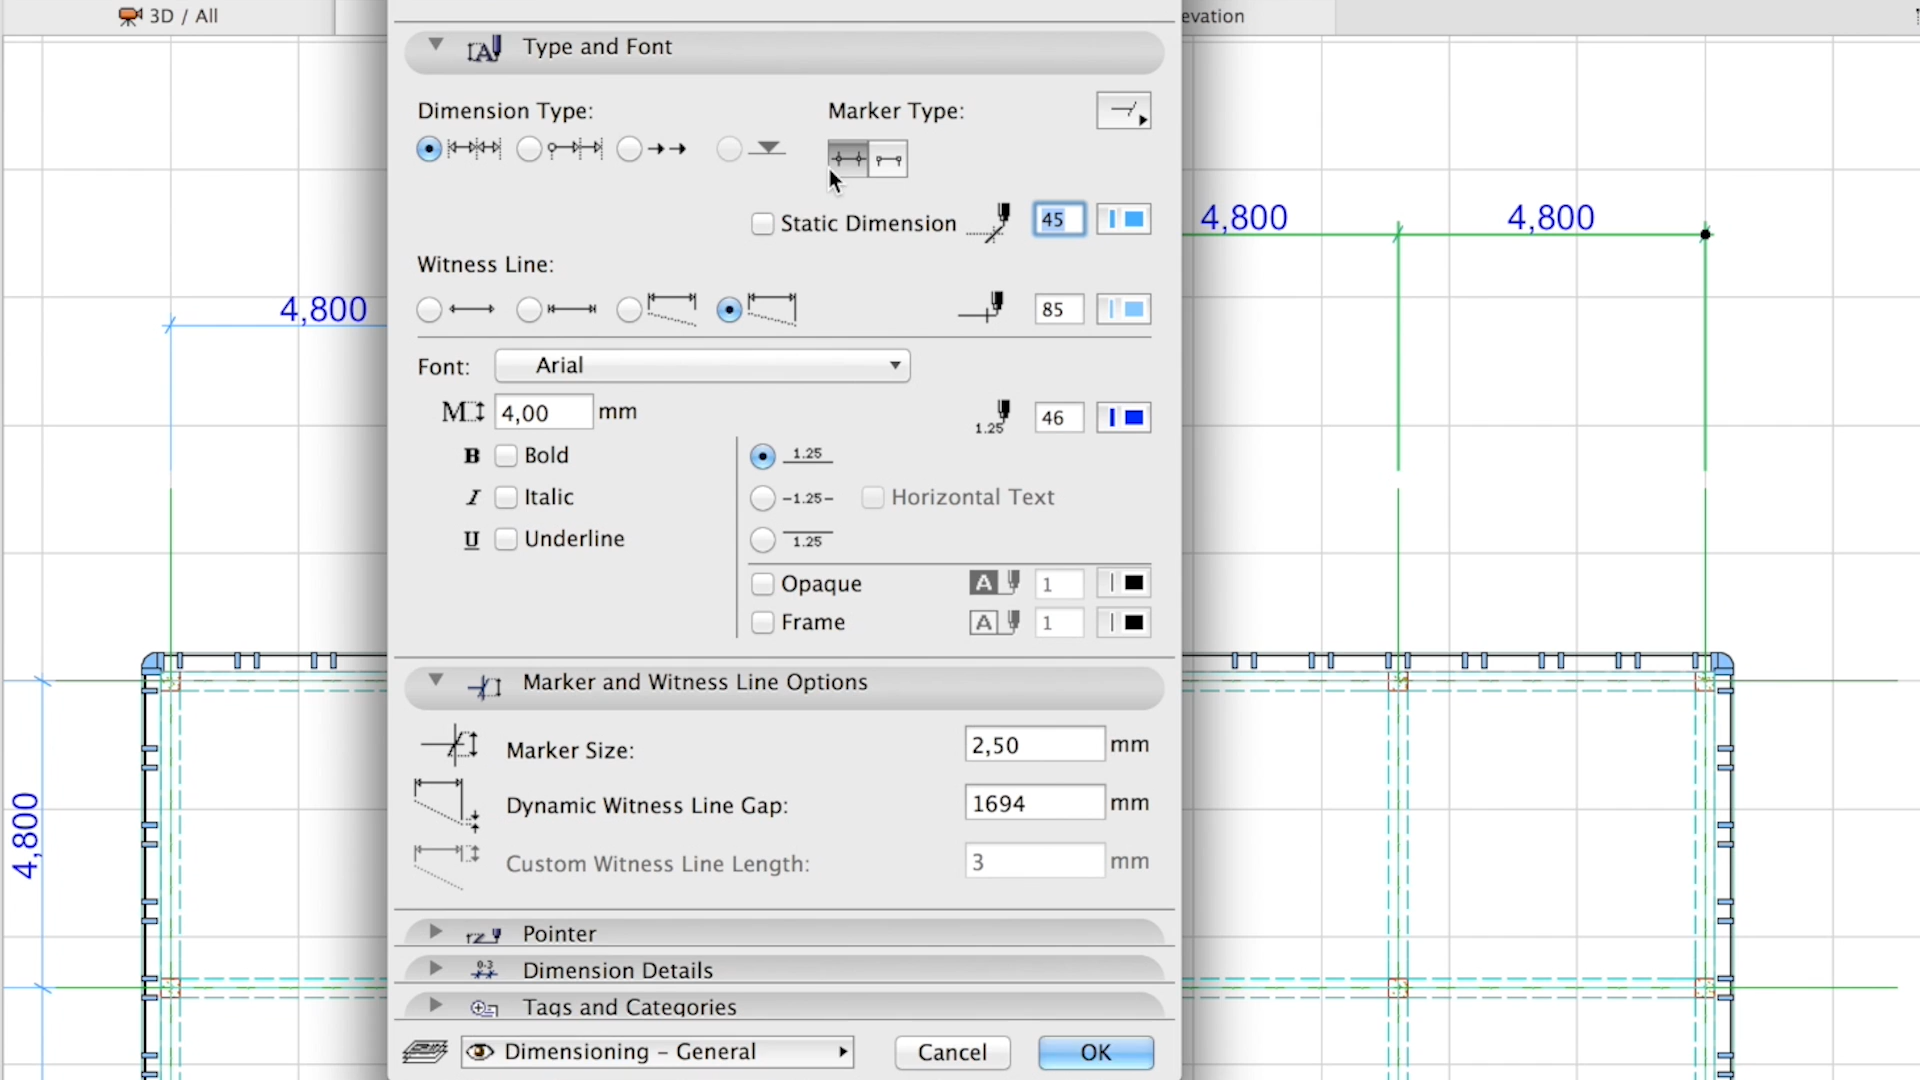 3D / All
evation
Type and Font
Dimension Type:
Marker Type:
Static Dimension
45
Witness Line:
85
Font:
Arial
M
4,00
mm
1.25
46
B Bold
I Italic
U Underline
1.25
-1.25-
Horizontal Text
1.25
Opaque
A
1
Frame
A
1
Marker and Witness Line Options
Marker Size:
2,50
mm
Dynamic Witness Line Gap:
1694
mm
Custom Witness Line Length:
3
mm
Pointer
0-3
Dimension Details
Tags and Categories
Dimensioning - General
Cancel
OK
4,800
4,800
4,800
4,800